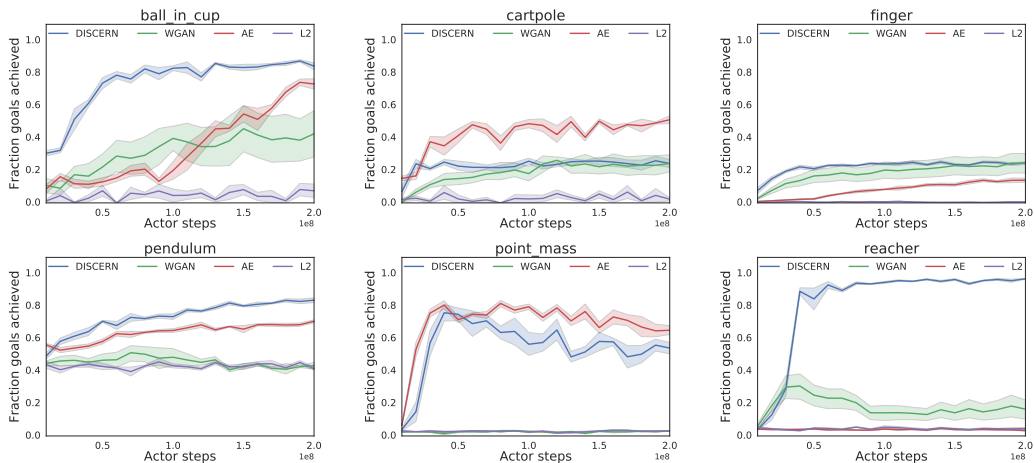 ball_in_cup
DISCERN WGAN AE L2
Fraction goals achieved
1.0
0.8
0.6
0.4
0.2
0.0
0.5 1.0 1.5 2.0
1e8
Actor steps
cartpole
DISCERN WGAN AE L2
Fraction goals achieved
1.0
0.8
0.6
0.4
0.2
0.0
0.5 1.0 1.5 2.0
1e8
Actor steps
finger
DISCERN WGAN AE L2
Fraction goals achieved
1.0
0.8
0.6
0.4
0.2
0.0
0.5 1.0 1.5 2.0
1e8
Actor steps
pendulum
DISCERN WGAN AE L2
Fraction goals achieved
1.0
0.8
0.6
0.4
0.2
0.0
0.5 1.0 1.5 2.0
1e8
Actor steps
point_mass
DISCERN WGAN AE L2
Fraction goals achieved
1.0
0.8
0.6
0.4
0.2
0.0
0.5 1.0 1.5 2.0
1e8
Actor steps
reacher
DISCERN WGAN AE L2
Fraction goals achieved
1.0
0.8
0.6
0.4
0.2
0.0
0.5 1.0 1.5 2.0
1e8
Actor steps